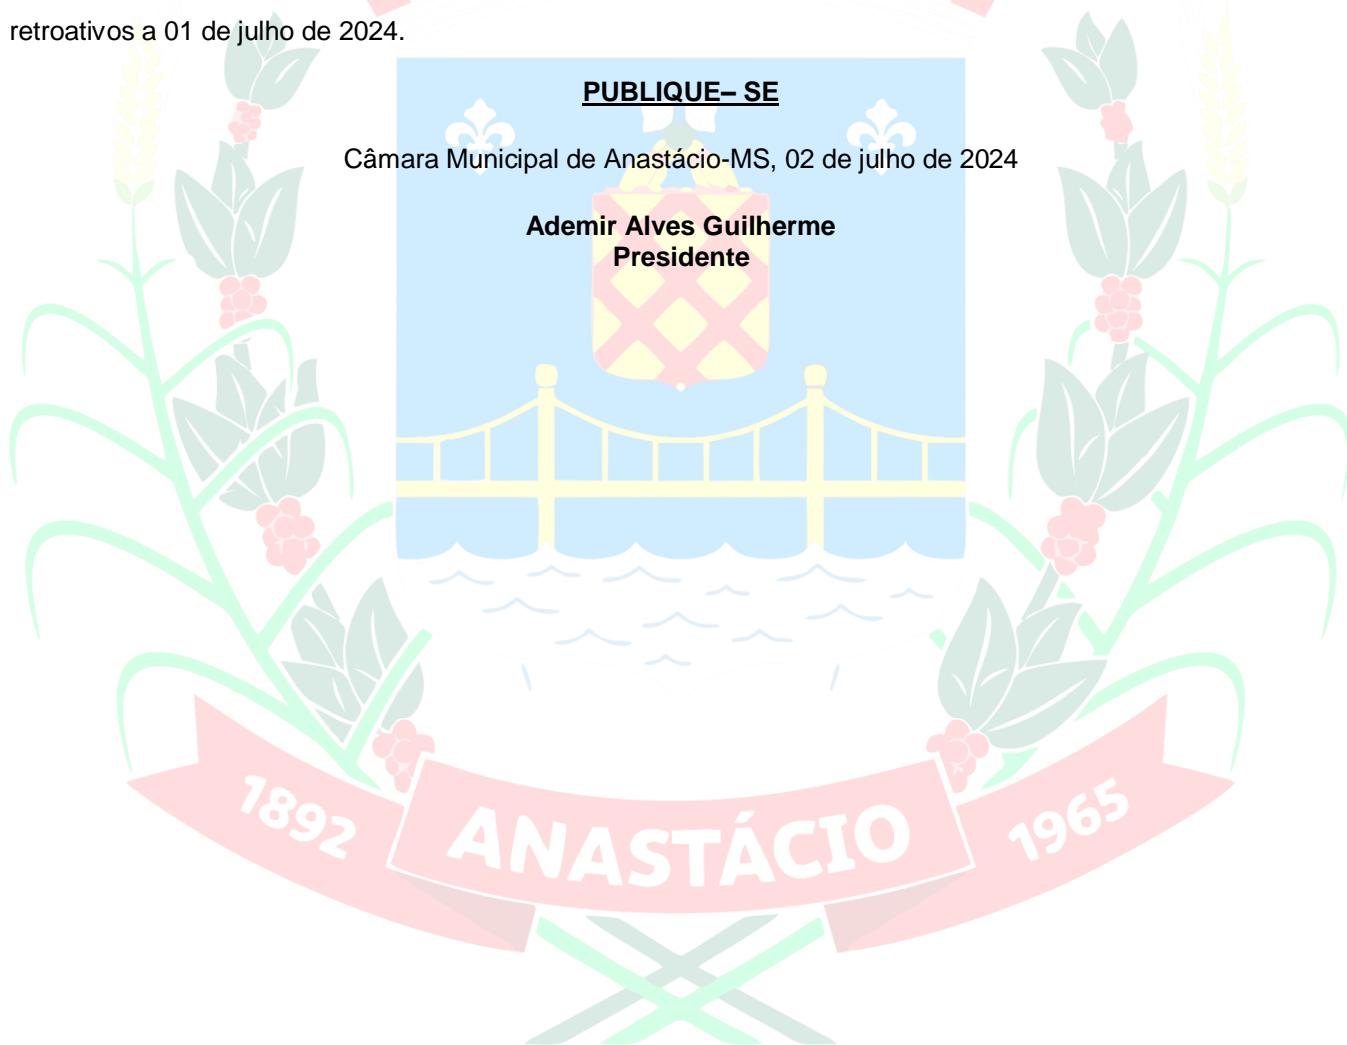 retroativos a 01 de julho de 2024.
PUBLIQUE– SE
Câmara Municipal de Anastácio-MS, 02 de julho de 2024
Ademir Alves Guilherme
Presidente
1892
ANASTÁCIO
1965